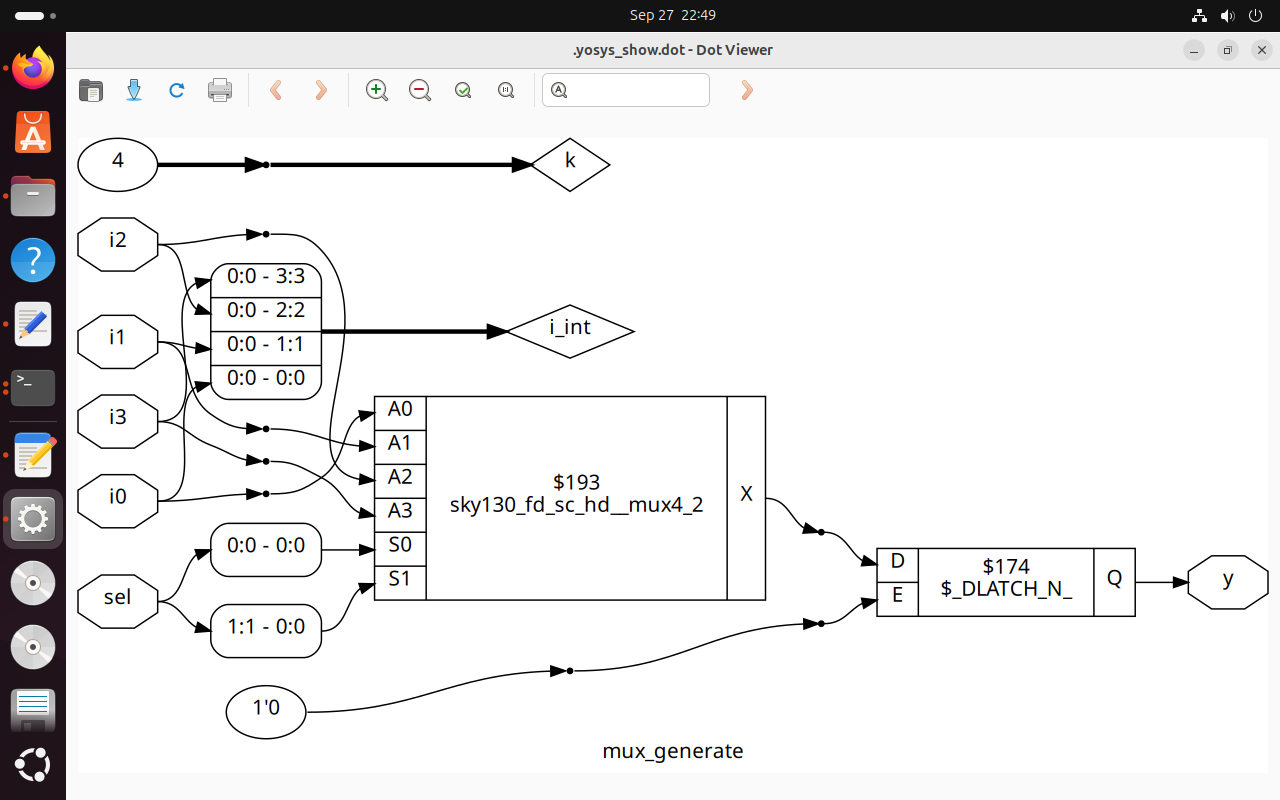 Sep 27 22:49
.yosys_show.dot - Dot Viewer
4
k
i2
0:0 - 3:3
0:0 - 2:2
0:0 - 1:1
0:0 - 0:0
i_int
i1
i3
i0
A0
A1
A2
A3
S0
S1
$193
sky130_fd_sc_hd__mux4_2
X
0:0 - 0:0
sel
1:1 - 0:0
D
E
$174
$_DLATCH_N_
Q
y
1'0
mux_generate